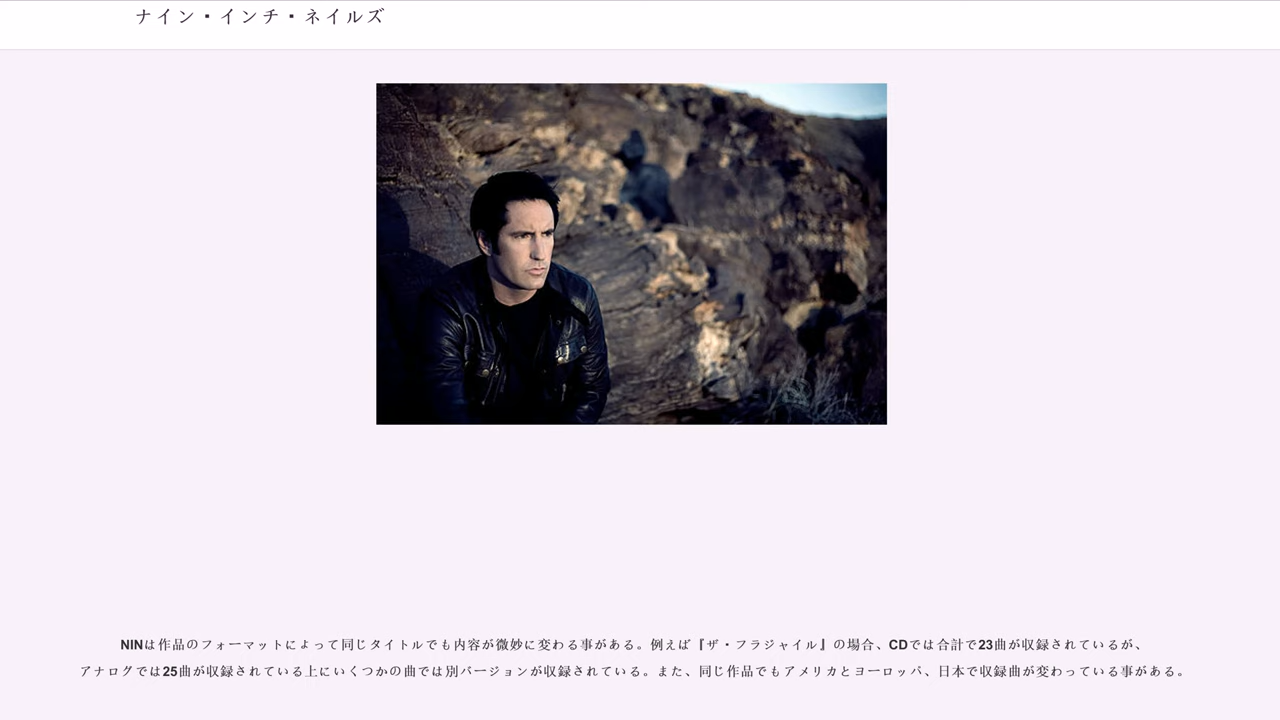 ナイン・インチ・ネイルズ
NINは作品のフォーマットによって同じタイトルでも内容が微妙に変わる事がある。例えば『ザ・フラジャイル』の場合、CDでは合計で23曲が収録されているが、
アナログでは25曲が収録されている上にいくつかの曲では別バージョンが収録されている。また、同じ作品でもアメリカとヨーロッパ、日本で収録曲が変わっている事がある。